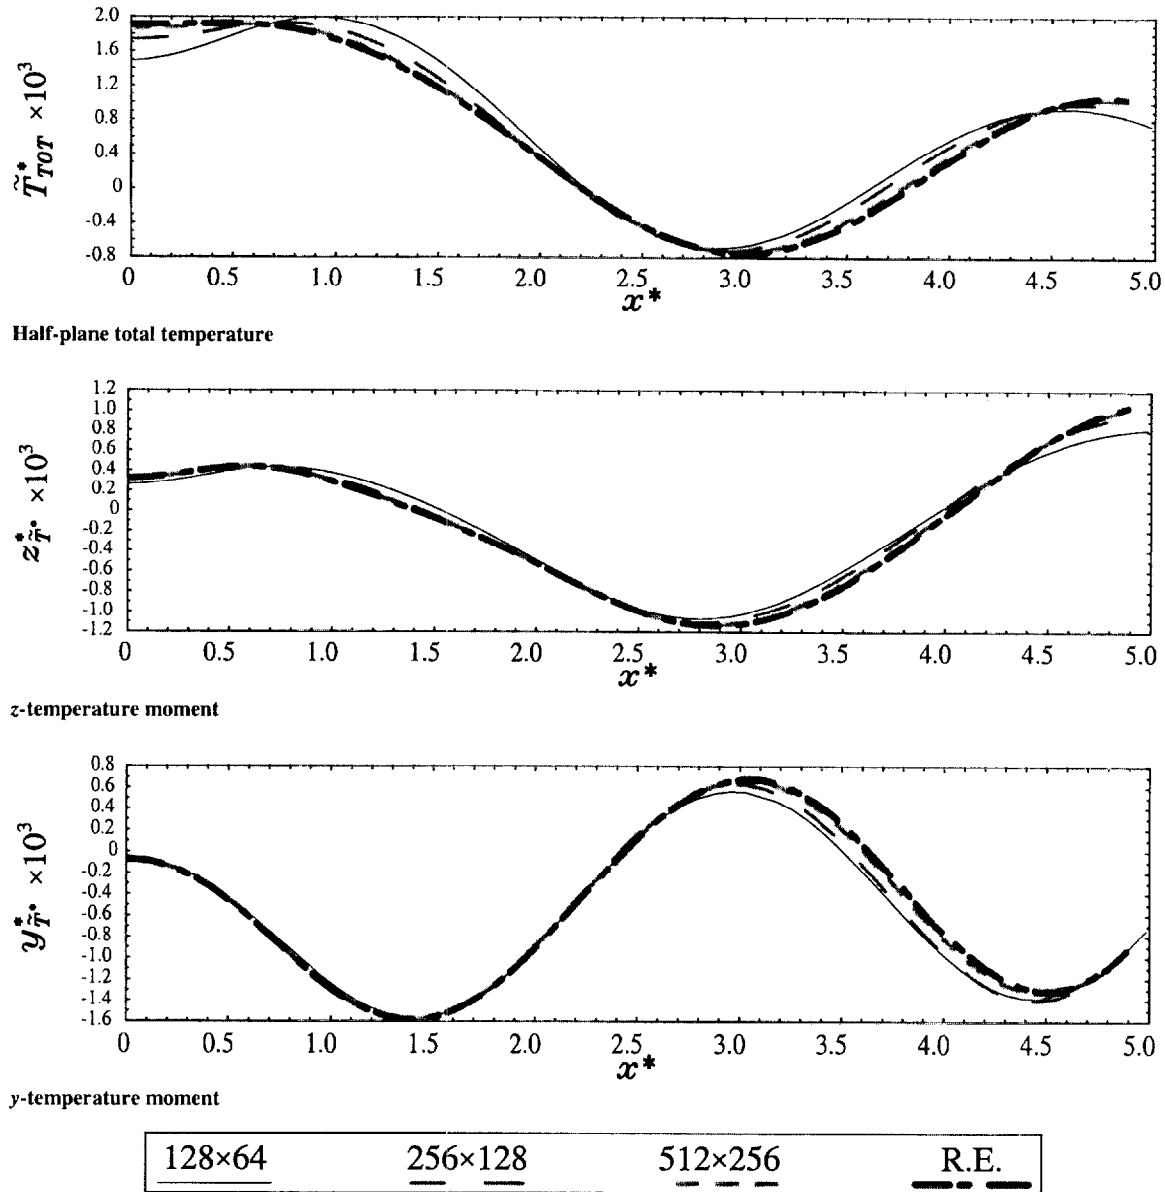 2.0
1.6
1.2
0.8
0.4
0
-0.4
-0.8
T̃*TOT ×10³
0 0.5 1.0 1.5 2.0 2.5 3.0 3.5 4.0 4.5 5.0
x*
Half-plane total temperature
1.2
1.0
0.8
0.6
0.4
0.2
0
-0.2
-0.4
-0.6
-0.8
-1.0
-1.2
z*T̃* ×10³
0 0.5 1.0 1.5 2.0 2.5 3.0 3.5 4.0 4.5 5.0
x*
z-temperature moment
0.8
0.6
0.4
0.2
0
-0.2
-0.4
-0.6
-0.8
-1.0
-1.2
-1.4
-1.6
y*T̃* ×10³
0 0.5 1.0 1.5 2.0 2.5 3.0 3.5 4.0 4.5 5.0
x*
y-temperature moment
128×64 256×128 512×256 R.E.